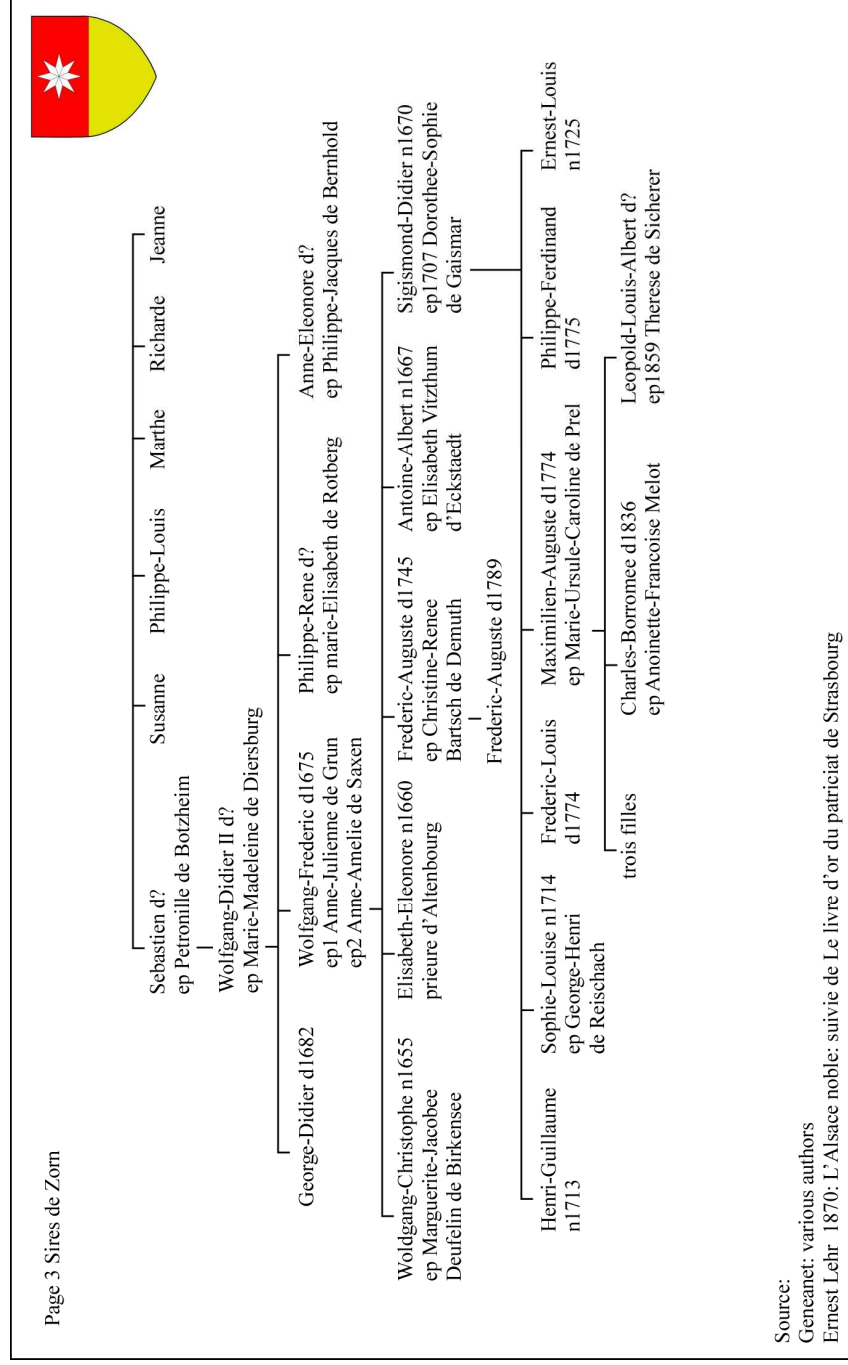 Page 3 Sires de Zorn
Sebastien d?
ep Petronille de Botzheim
Susanne
Philippe-Louis
Marthe
Richarde
Jeanne
Wolfgang-Didier II d?
ep Marie-Madeleine de Diersburg
George-Didier d1682
Wolfgang-Frederic d1675
ep1 Anne-Julienne de Grun
ep2 Anne-Amelie de Saxen
Philippe-Rene d?
ep marie-Elisabeth de Rotberg
Anne-Eleonore d?
ep Philippe-Jacques de Bernhold
Woldgang-Christophe n1655
ep Marguerite-Jacobee
Deufelin de Birkensee
Elisabeth-Eleonore n1660
prieure d'Altenbourg
Frederic-Auguste d1745
ep Christine-Renee
Bartsch de Demuth
Antoine-Albert n1667
ep Elisabeth Vitzthum
d'Eckstaedt
Sigismond-Didier n1670
ep1707 Dorothee-Sophie
de Gaismar
Frederic-Auguste d1789
Henri-Guillaume
n1713
Sophie-Louise n1714
ep George-Henri
de Reischach
Frederic-Louis
d1774
Maximilien-Auguste d1774
ep Marie-Ursule-Caroline de Prel
Philippe-Ferdinand
d1775
Ernest-Louis
n1725
trois filles
Charles-Borromee d1836
ep Anoinette-Francoise Melot
Leopold-Louis-Albert d?
ep1859 Therese de Sicherer
Source:
Geneanet: various authors
Ernest Lehr 1870: L'Alsace noble: suivie de Le livre d'or du patriciat de Strasbourg